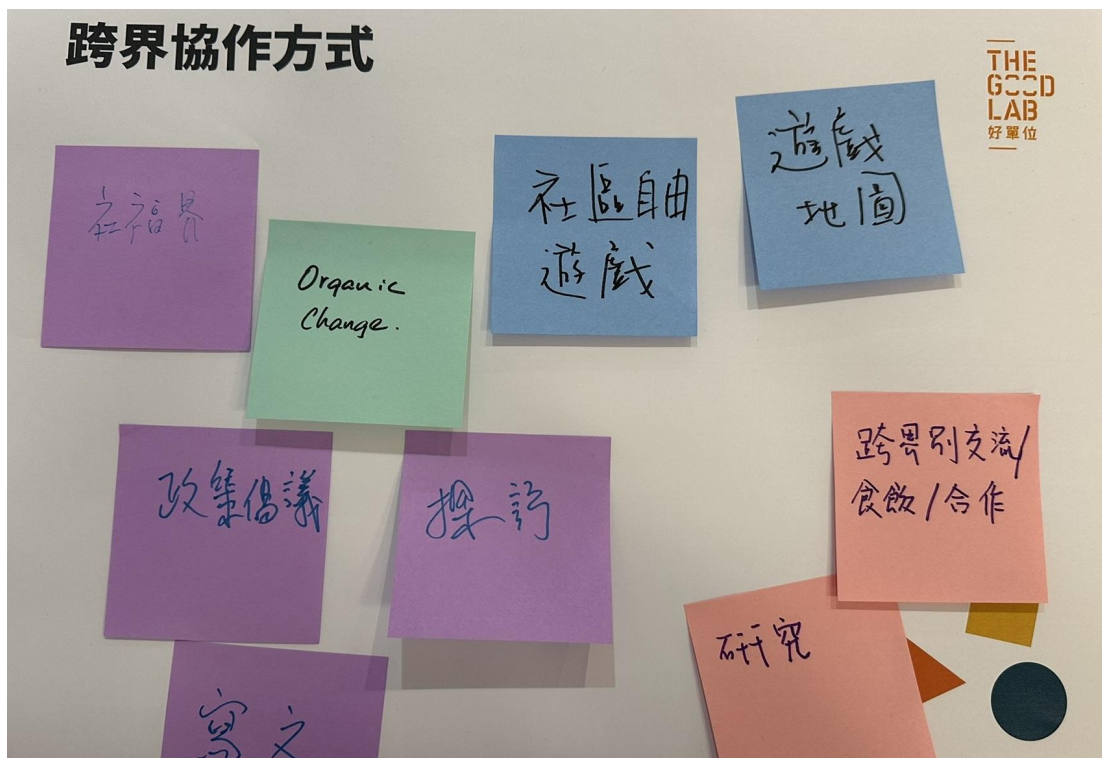 跨界協作方式
THE
GOOD
LAB
好單位
社福界
Organic
Change.
社區自由
遊戲
遊戲
地圖
政策倡議
探訪
跨界別交流/
食飯/合作
研究
寫文